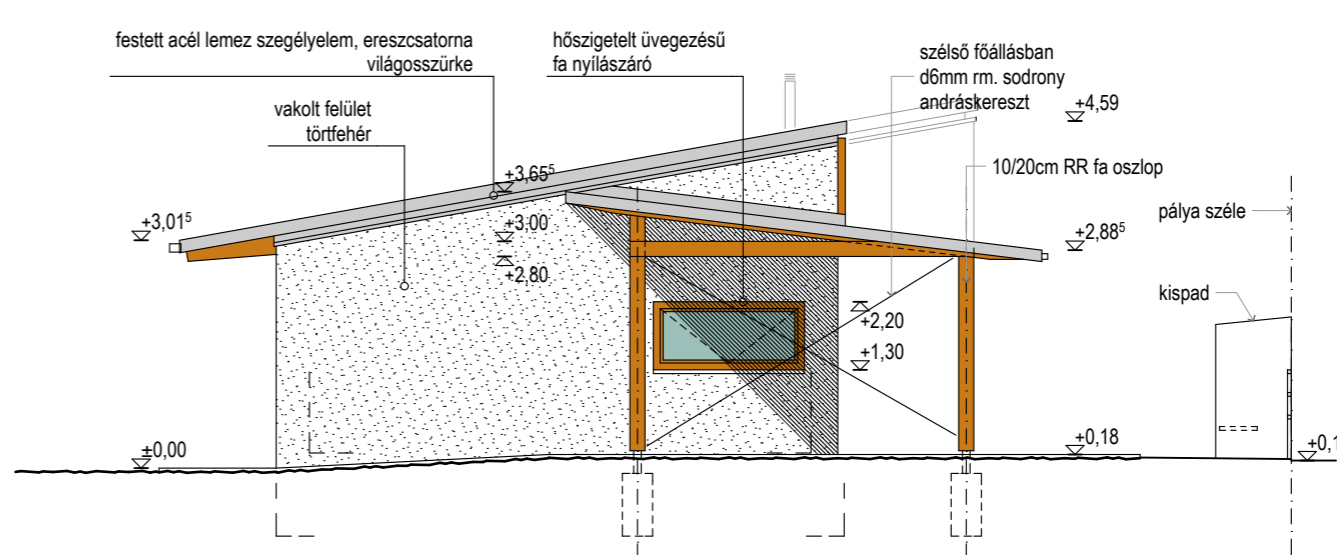 festett acél lemez szegélyelem, ereszcsatorna
világosszürke
hőszigetelt üvegezésű
fa nyílászáró
szélső főállásban
d6mm rm. sodrony
andráskereszt
vakolt felület
törtfehér
+4,59
10/20cm RR fa oszlop
+3,65⁵
+3,01⁵
+3,00
+2,80
+2,88⁵
pálya széle
kispad
+2,20
+1,30
±0,00
+0,18
+0,1